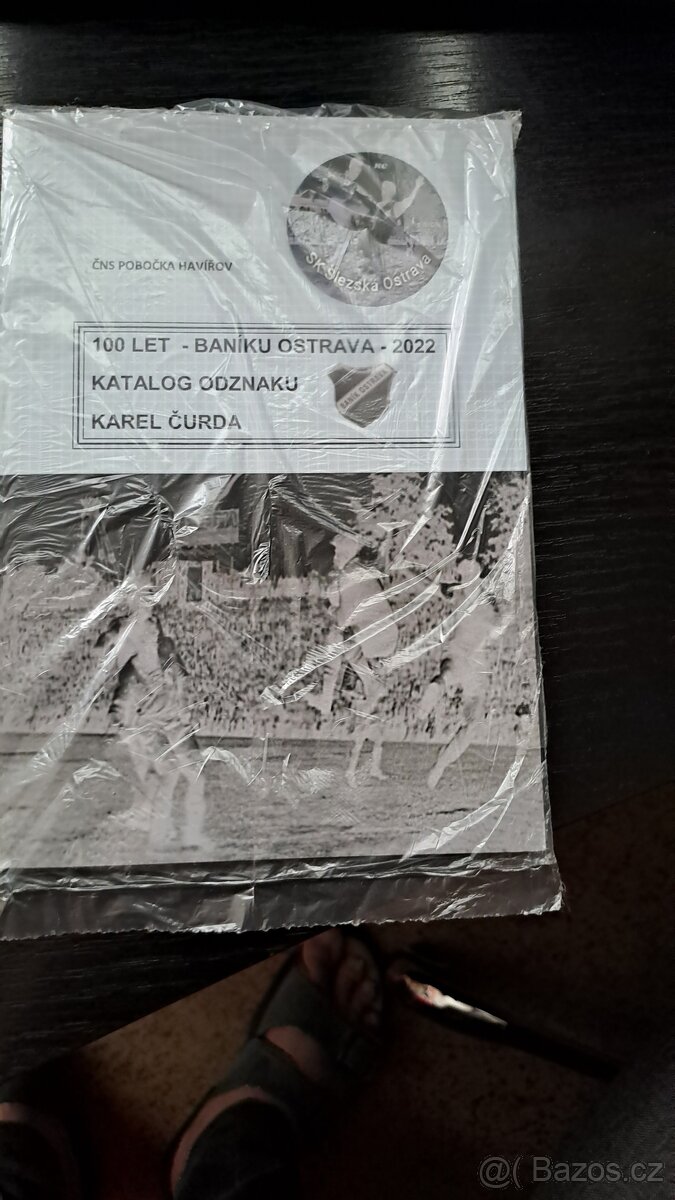 SK Slezská Ostrava
ČNS POBOČKA HAVÍŘOV
100 LET - BANÍKU OSTRAVA - 2022
KATALOG ODZNAKU
BANÍK OSTRAVA
KAREL ČURDA
@( Bazos.cz